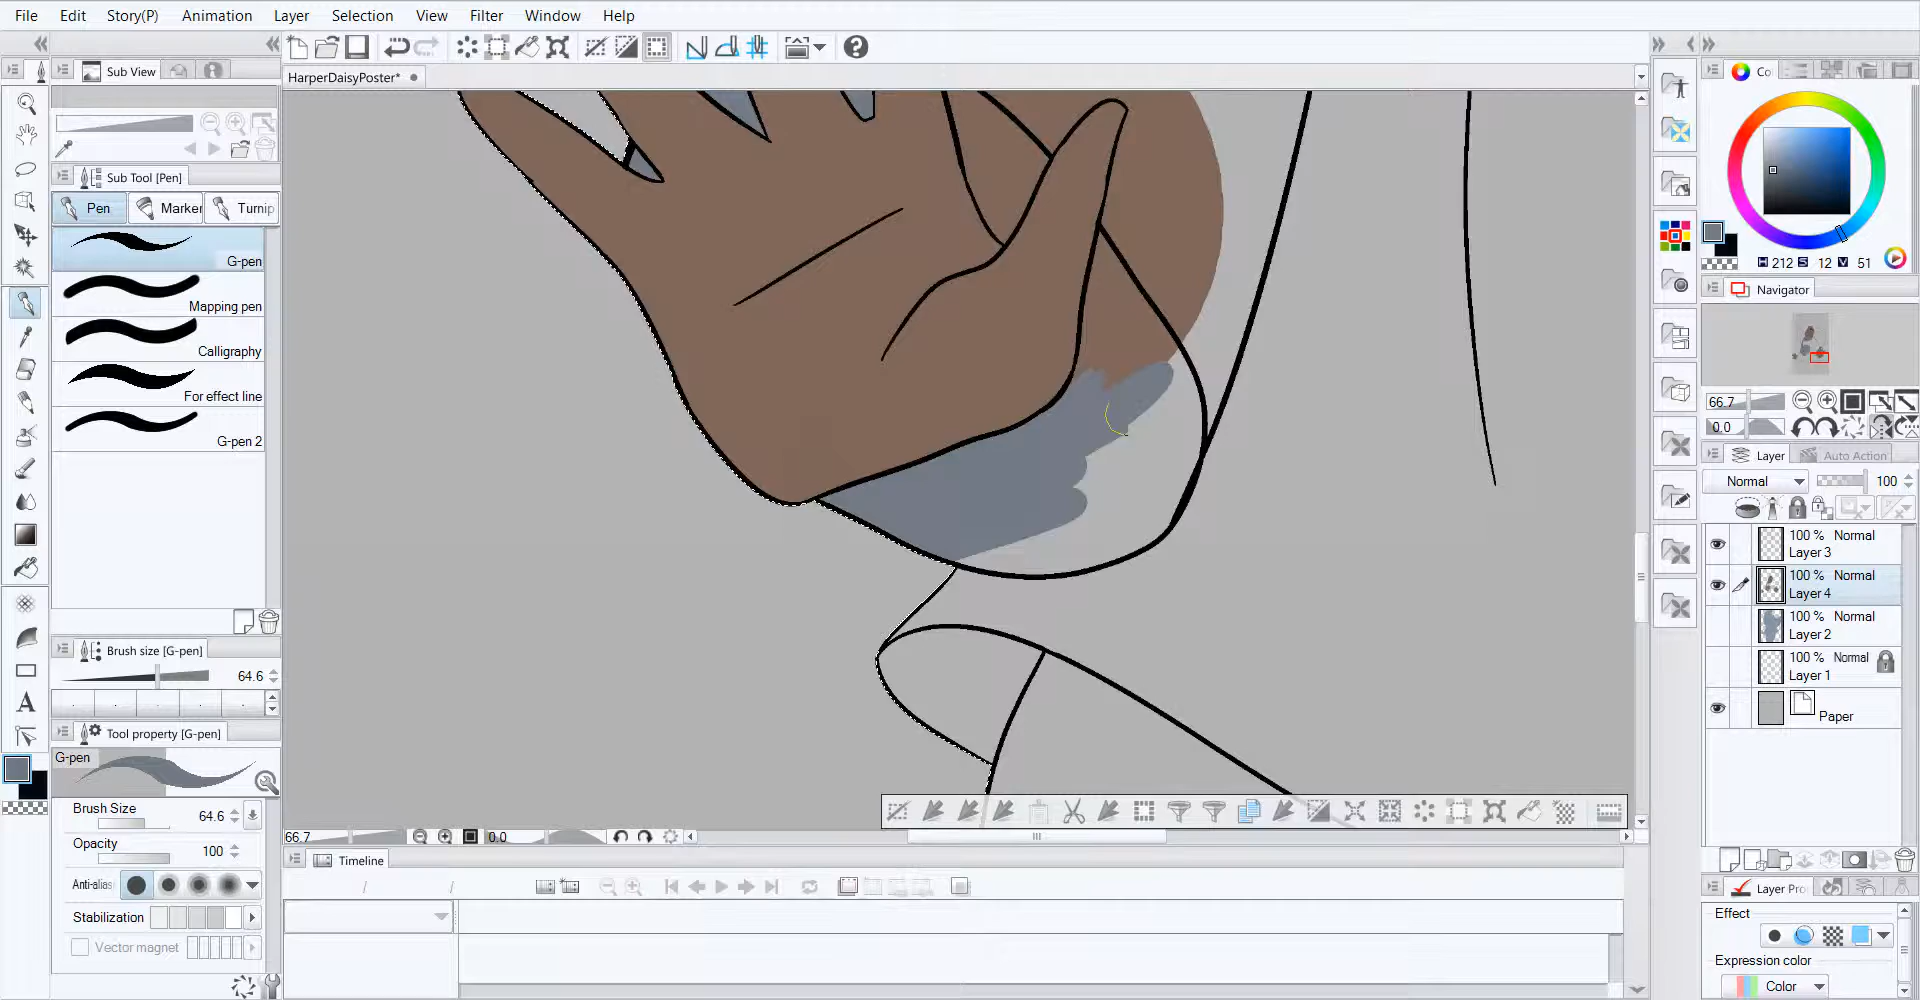 File Edit Story(P) Animation Layer Selection View Filter Window Help
Sub View
HarperDaisyPoster*
Co
Sub Tool [Pen]
Pen Marker Turnip
G-pen
Mapping pen
Calligraphy
For effect line
G-pen 2
H 212 S 12 V 51
Navigator
66.7
0.0
Layer Auto Action
Normal 100
100 % Normal
Layer 3
100 % Normal
Layer 4
100 % Normal
Layer 2
100 % Normal
Layer 1
Paper
Brush size [G-pen]
64.6
Tool property [G-pen]
G-pen
Brush Size 64.6
Opacity 100
Anti-alias
Stabilization
Vector magnet
66.7 0.0
Timeline
/ /
Layer Pro
Effect
Expression color
Color